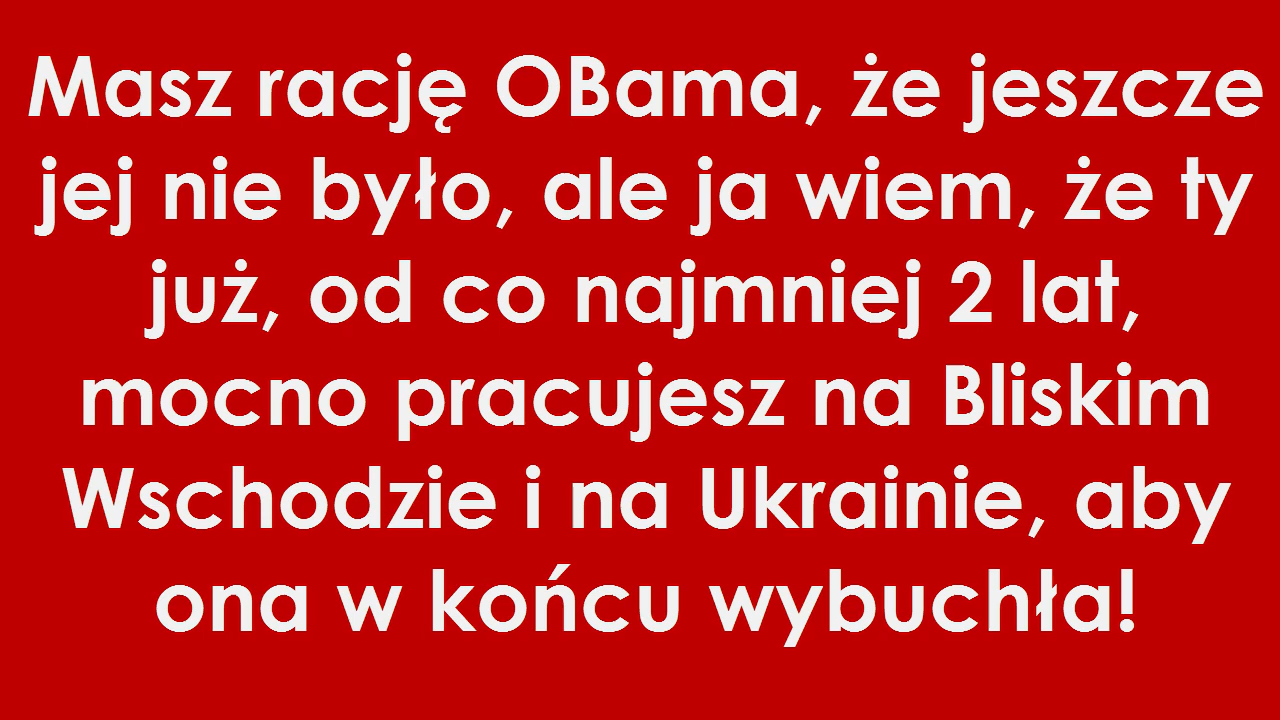 Masz rację OBama, że jeszcze
jej nie było, ale ja wiem, że ty
już, od co najmniej 2 lat,
mocno pracujesz na Bliskim
Wschodzie i na Ukrainie, aby
ona w końcu wybuchła!